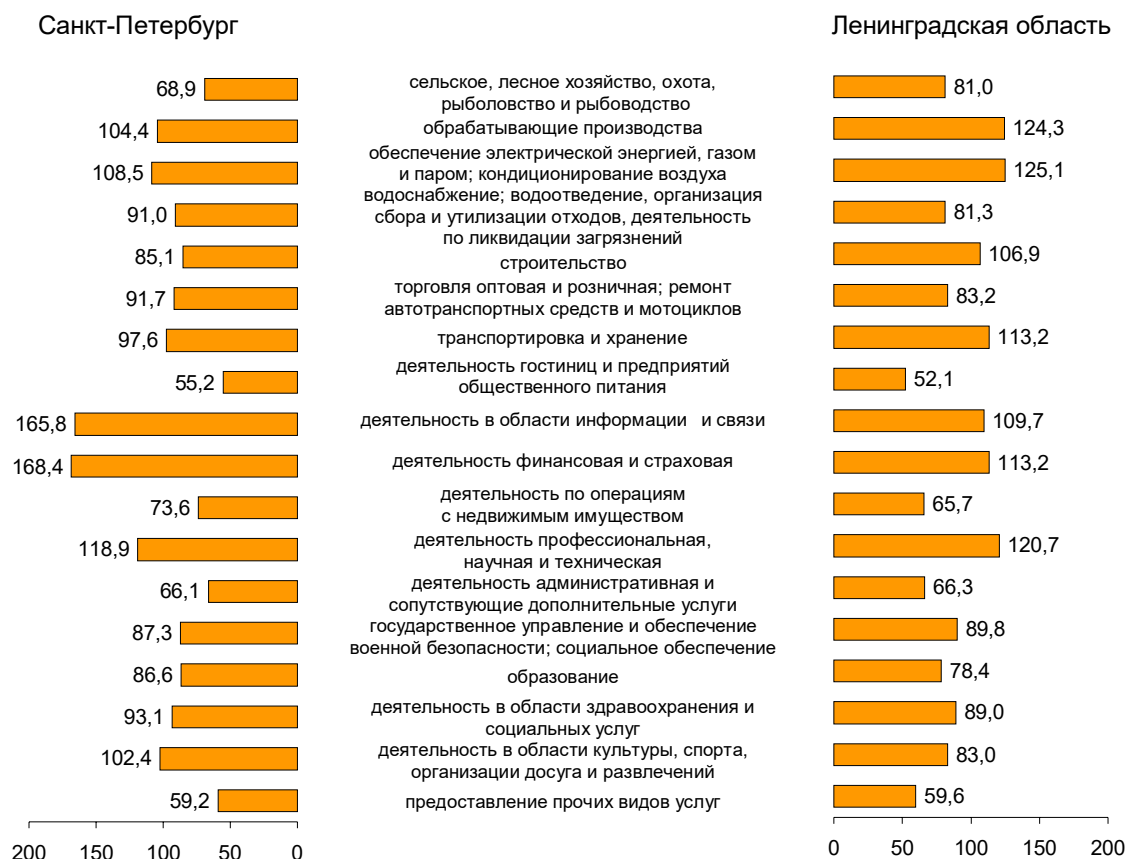 Санкт-Петербург
Ленинградская область
68,9
сельское, лесное хозяйство, охота,
рыболовство и рыбоводство
81,0
104,4
обрабатывающие производства
124,3
108,5
обеспечение электрической энергией, газом
и паром; кондиционирование воздуха
125,1
91,0
водоснабжение; водоотведение, организация
сбора и утилизации отходов, деятельность
по ликвидации загрязнений
81,3
85,1
строительство
106,9
91,7
торговля оптовая и розничная; ремонт
автотранспортных средств и мотоциклов
83,2
97,6
транспортировка и хранение
113,2
55,2
деятельность гостиниц и предприятий
общественного питания
52,1
165,8
деятельность в области информации и связи
109,7
168,4
деятельность финансовая и страховая
113,2
73,6
деятельность по операциям
с недвижимым имуществом
65,7
118,9
деятельность профессиональная,
научная и техническая
120,7
66,1
деятельность административная и
сопутствующие дополнительные услуги
66,3
87,3
государственное управление и обеспечение
военной безопасности; социальное обеспечение
89,8
86,6
образование
78,4
93,1
деятельность в области здравоохранения и
социальных услуг
89,0
102,4
деятельность в области культуры, спорта,
организации досуга и развлечений
83,0
59,2
предоставление прочих видов услуг
59,6
200 150 100 50 0
0 50 100 150 200